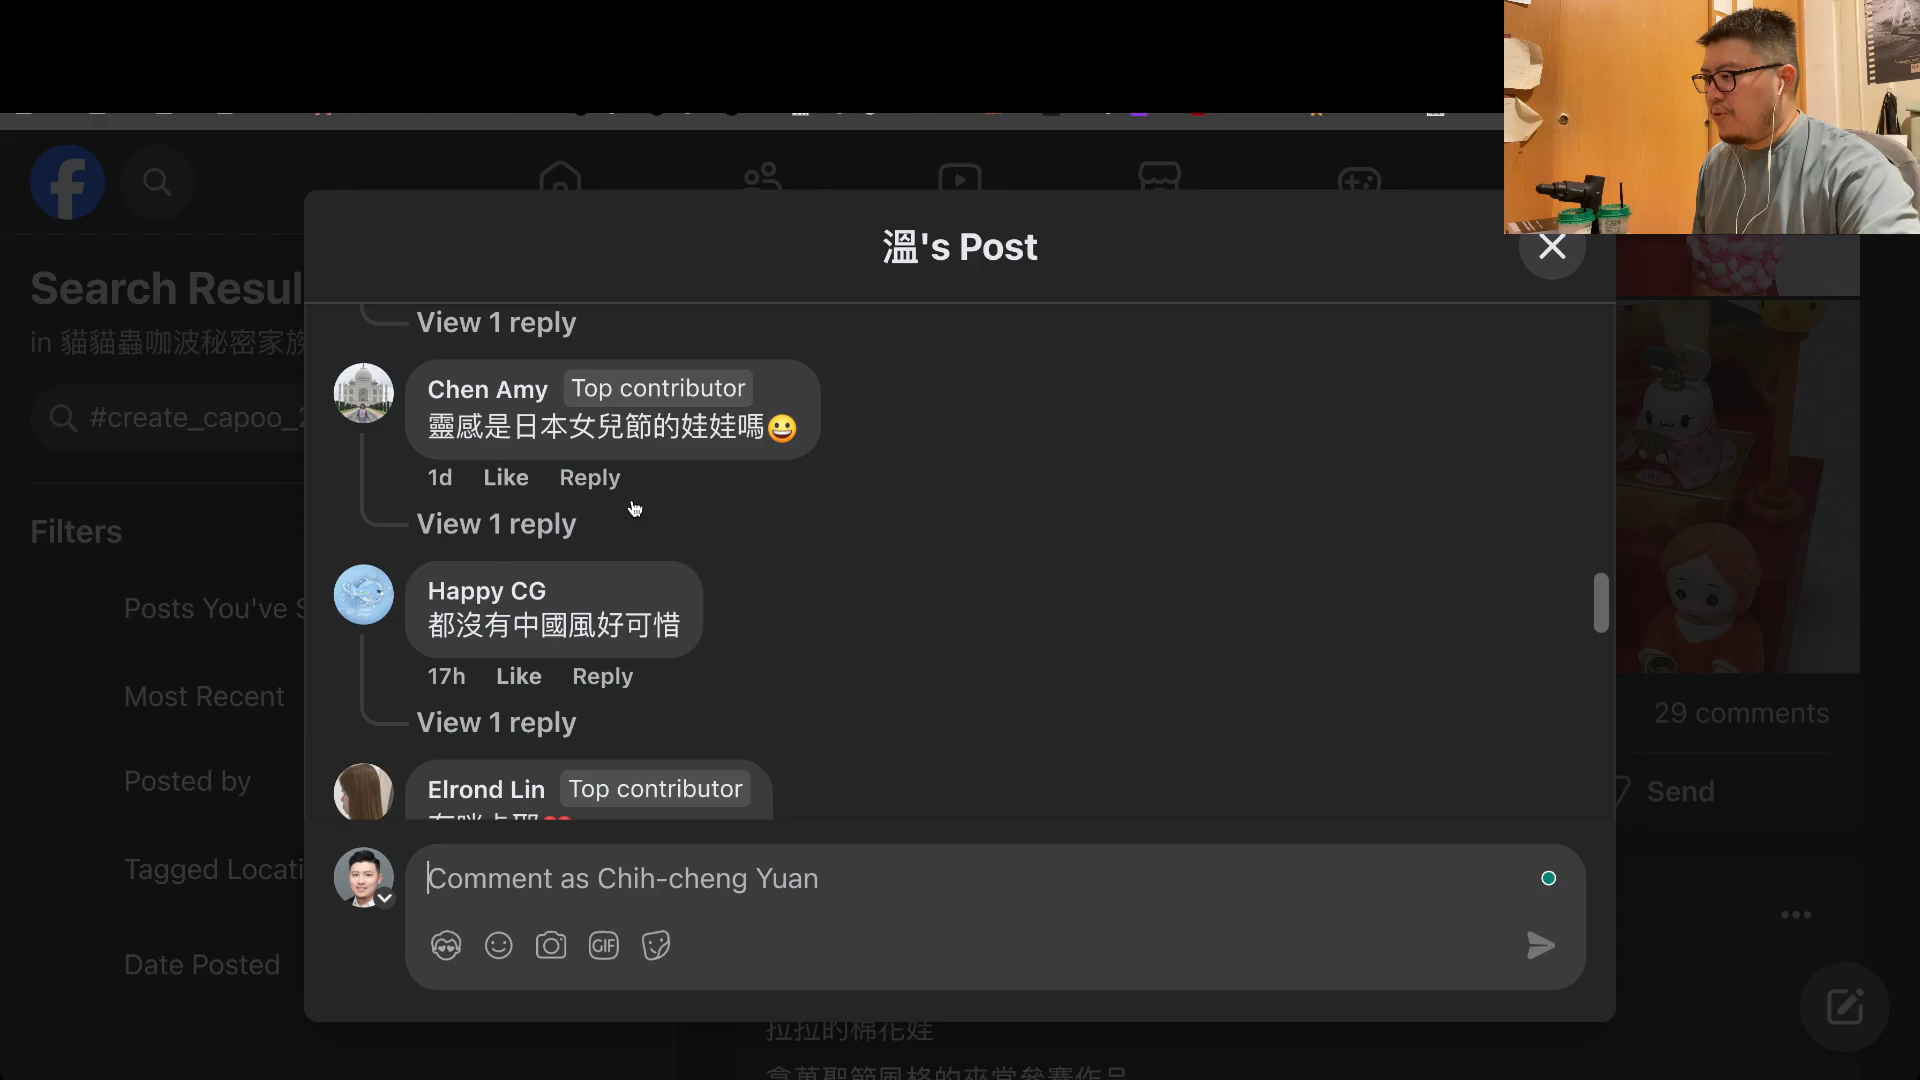 溫's Post
Search Resul
in 貓貓蟲咖波秘密家族
#create_capoo_2
Filters
Posts You've S
Most Recent
Posted by
Tagged Locati
Date Posted
View 1 reply
Chen Amy Top contributor
靈感是日本女兒節的娃娃嗎😀
1d Like Reply
View 1 reply
Happy CG
都沒有中國風好可惜
17h Like Reply
View 1 reply
Elrond Lin Top contributor
Comment as Chih-cheng Yuan
GIF
29 comments
Send
拉拉的棉花娃